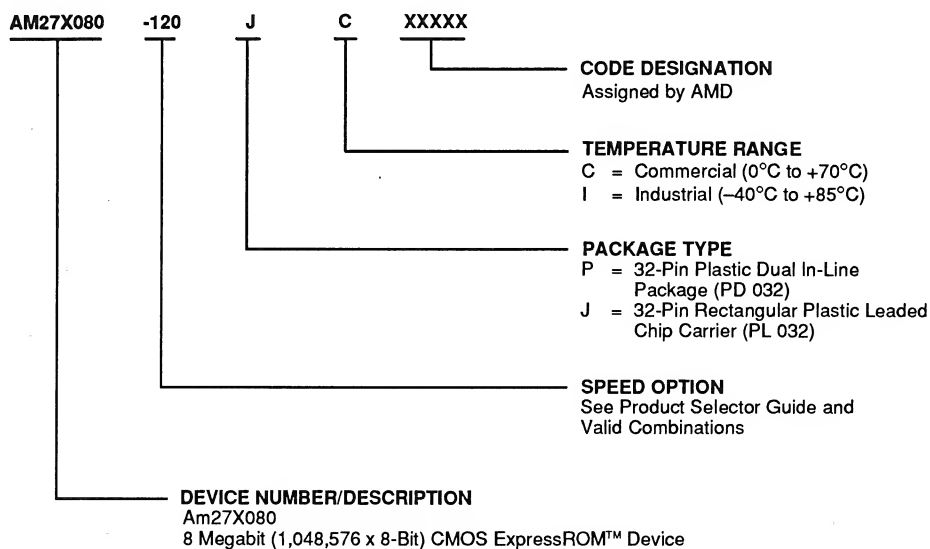 AM27X080 -120 J C XXXXX
CODE DESIGNATION
Assigned by AMD
TEMPERATURE RANGE
C = Commercial (0°C to +70°C)
I = Industrial (–40°C to +85°C)
PACKAGE TYPE
P = 32-Pin Plastic Dual In-Line
Package (PD 032)
J = 32-Pin Rectangular Plastic Leaded
Chip Carrier (PL 032)
SPEED OPTION
See Product Selector Guide and
Valid Combinations
DEVICE NUMBER/DESCRIPTION
Am27X080
8 Megabit (1,048,576 x 8-Bit) CMOS ExpressROM™ Device